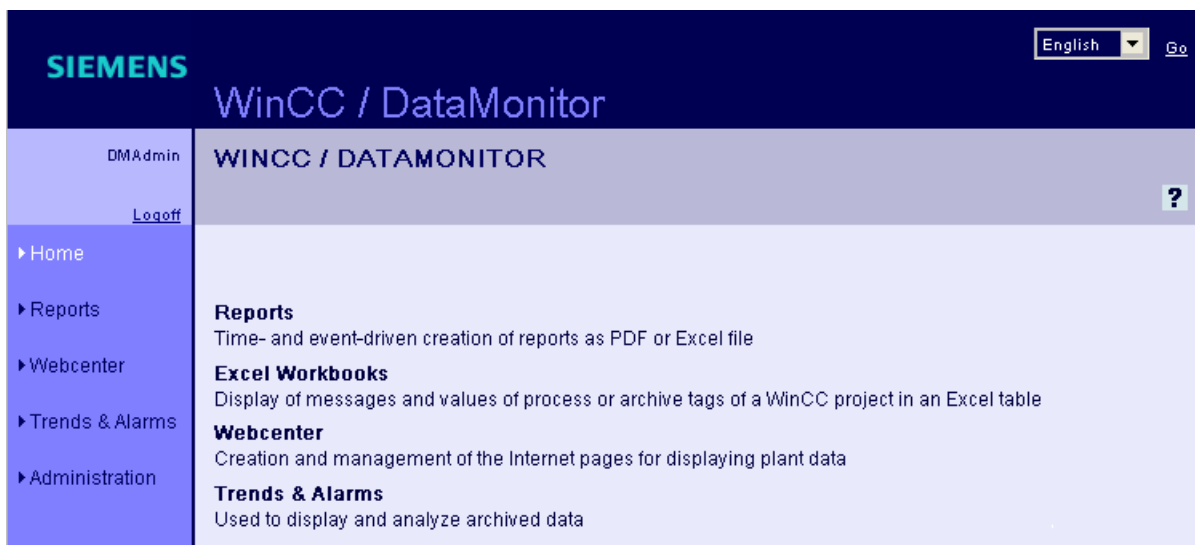 SIEMENS
English
Go
WinCC / DataMonitor
DMAdmin
WINCC / DATAMONITOR
?
Logoff
Home
Reports
Webcenter
Trends & Alarms
Administration
Reports
Time- and event-driven creation of reports as PDF or Excel file
Excel Workbooks
Display of messages and values of process or archive tags of a WinCC project in an Excel table
Webcenter
Creation and management of the Internet pages for displaying plant data
Trends & Alarms
Used to display and analyze archived data